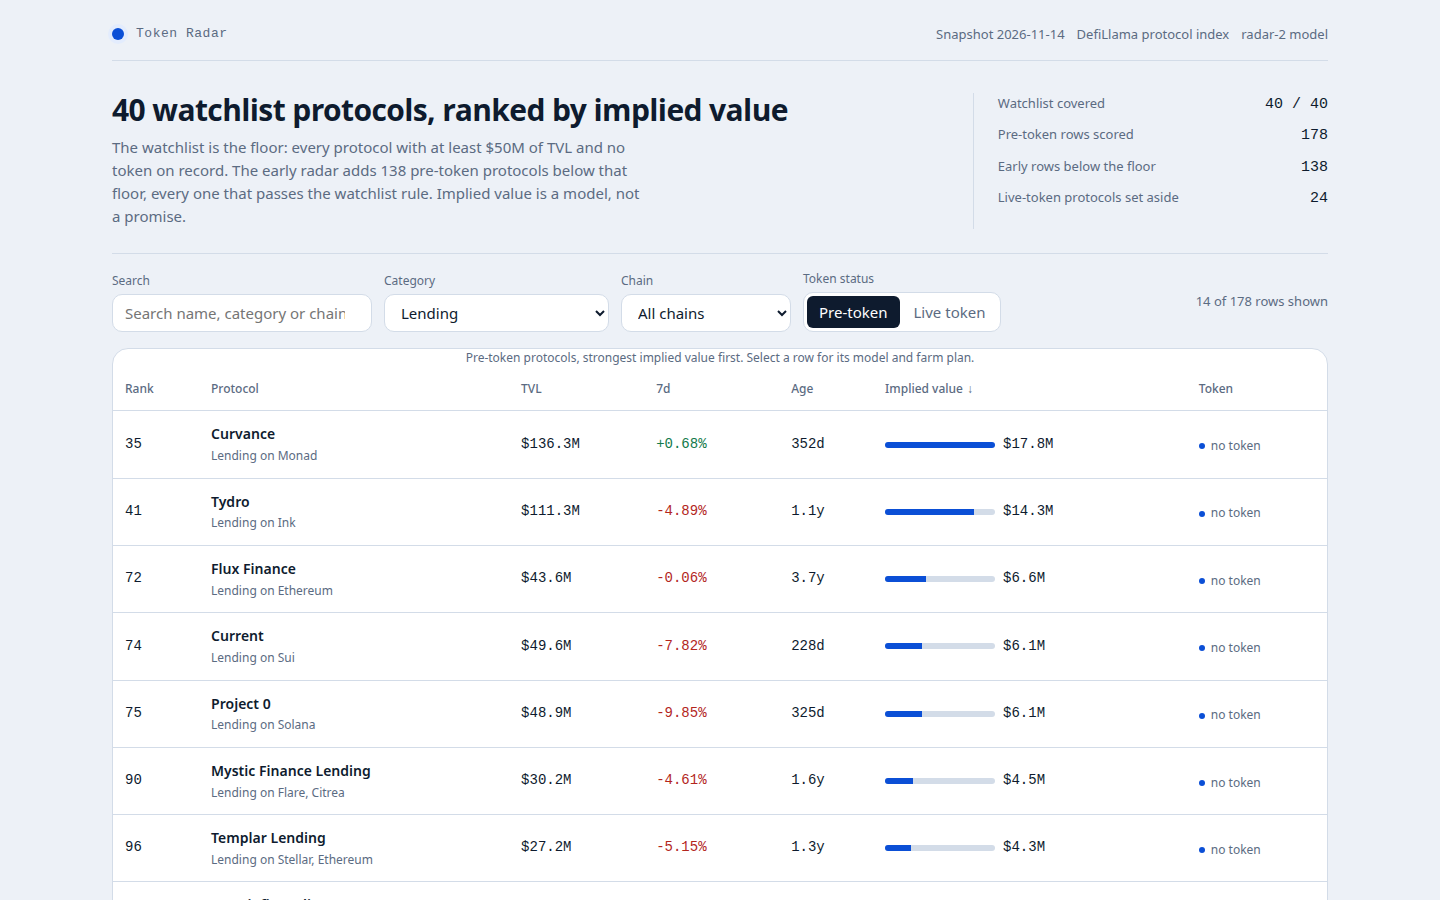 Token Radar
Snapshot 2026-11-14 DefiLlama protocol index radar-2 model
40 watchlist protocols, ranked by implied value
The watchlist is the floor: every protocol with at least $50M of TVL and no
token on record. The early radar adds 138 pre-token protocols below that
floor, every one that passes the watchlist rule. Implied value is a model, not
a promise.
Watchlist covered 40 / 40
Pre-token rows scored 178
Early rows below the floor 138
Live-token protocols set aside 24
Search Category Chain Token status
Search name, category or chain Lending All chains Pre-token Live token
14 of 178 rows shown
Pre-token protocols, strongest implied value first. Select a row for its model and farm plan.
Rank Protocol TVL 7d Age Implied value ↓ Token
35 Curvance $136.3M +0.68% 352d $17.8M no token
Lending on Monad
41 Tydro $111.3M -4.89% 1.1y $14.3M no token
Lending on Ink
72 Flux Finance $43.6M -0.06% 3.7y $6.6M no token
Lending on Ethereum
74 Current $49.6M -7.82% 228d $6.1M no token
Lending on Sui
75 Project 0 $48.9M -9.85% 325d $6.1M no token
Lending on Solana
90 Mystic Finance Lending $30.2M -4.61% 1.6y $4.5M no token
Lending on Flare, Citrea
96 Templar Lending $27.2M -5.15% 1.3y $4.3M no token
Lending on Stellar, Ethereum